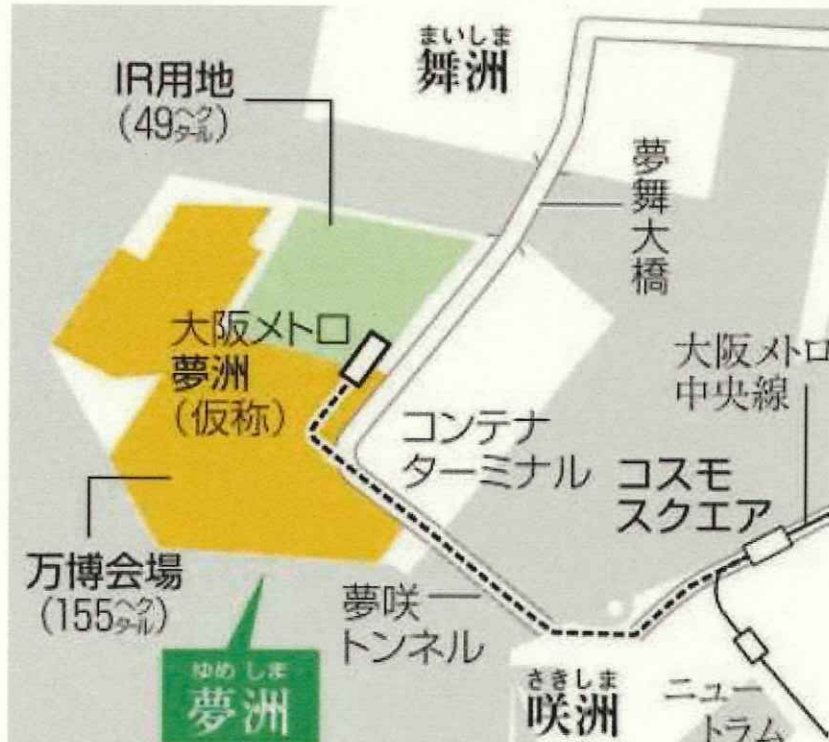 まいしま
舞洲
IR用地
(49ヘクタール)
夢舞大橋
大阪メトロ
夢洲
(仮称)
大阪メトロ
中央線
コンテナ
ターミナル
コスモ
スクエア
万博会場
(155ヘクタール)
夢咲
トンネル
ゆめしま
夢洲
さきしま
咲洲
ニュー
トラム